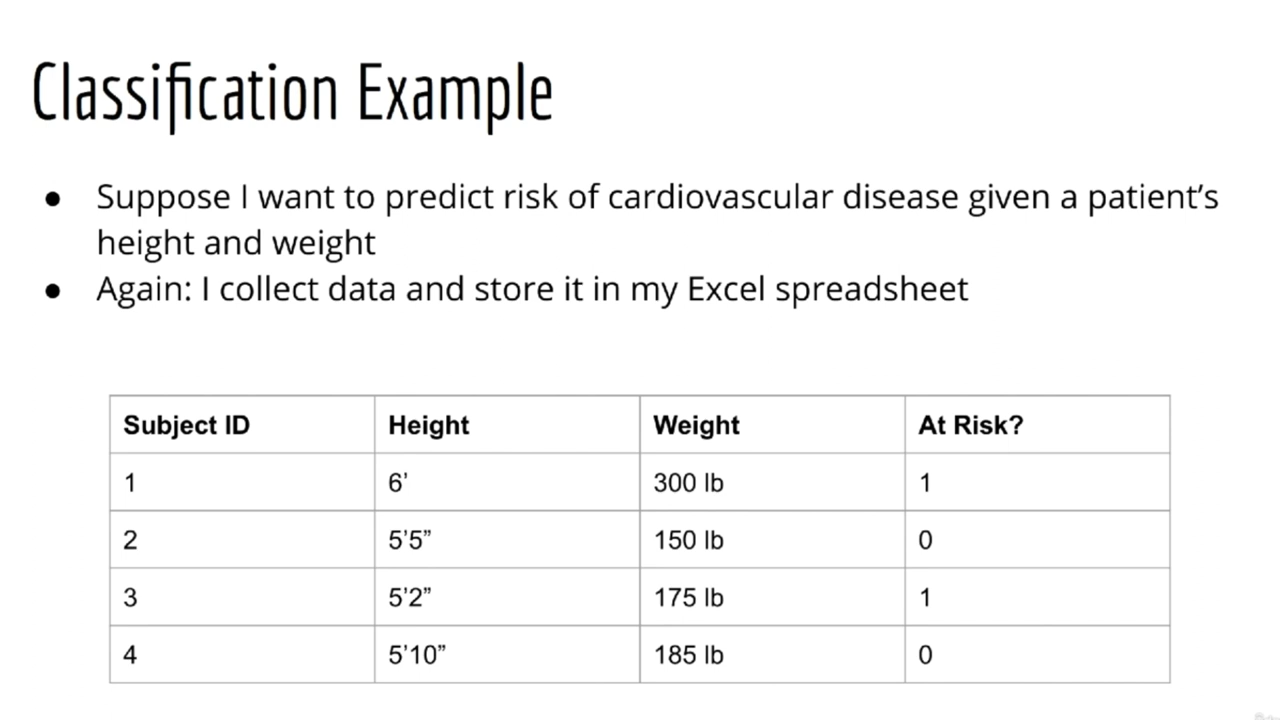 Classification Example
● Suppose I want to predict risk of cardiovascular disease given a patient’s
height and weight
● Again: I collect data and store it in my Excel spreadsheet
Subject ID Height Weight At Risk?
1 6’ 300 lb 1
2 5’5” 150 lb 0
3 5’2” 175 lb 1
4 5’10” 185 lb 0